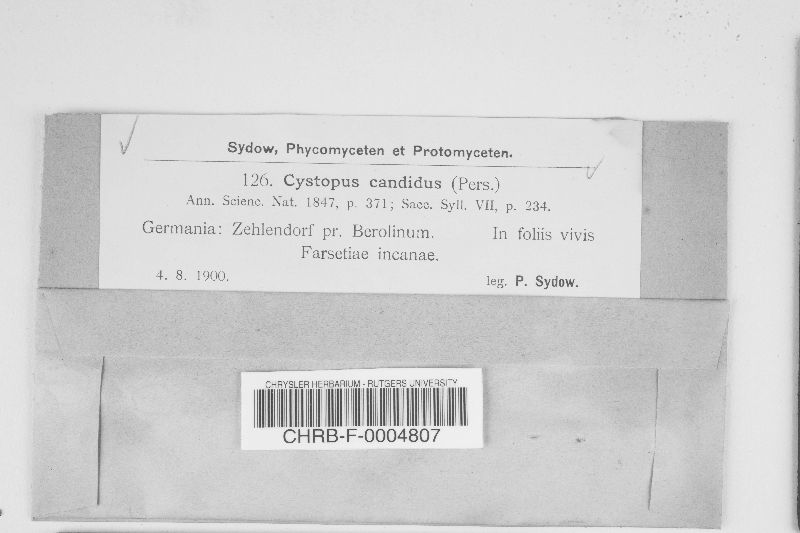 Sydow, Phycomyceten et Protomyceten.
126. Cystopus candidus (Pers.)
Ann. Scienc. Nat. 1847, p. 371; Sacc. Syll. VII, p. 234.
Germania: Zehlendorf pr. Berolinum. In foliis vivis
Farsetiae incanae.
4. 8. 1900. leg. P. Sydow.
CHRYSLER HERBARIUM - RUTGERS UNIVERSITY
CHRB-F-0004807